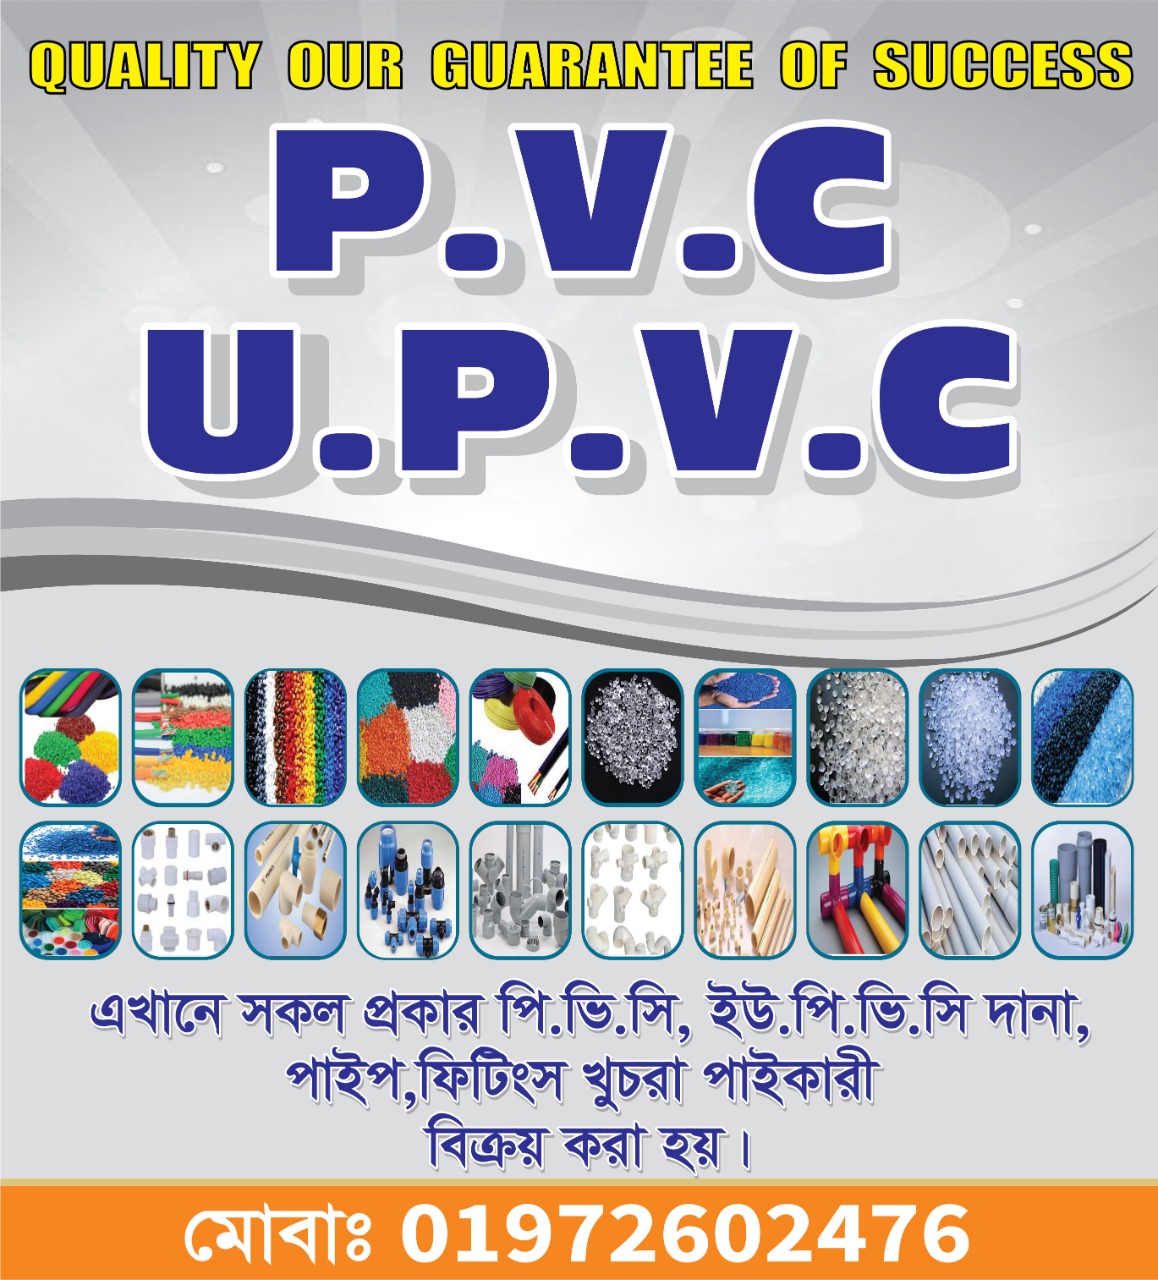 QUALITY OUR GUARANTEE OF SUCCESS
P.V.C
U.P.V.C
এখানে সকল প্রকার পি.ভি.সি, ইউ.পি.ভি.সি দানা,
পাইপ,ফিটিংস খুচরা পাইকারী
বিক্রয় করা হয়।
মোবাঃ 01972602476